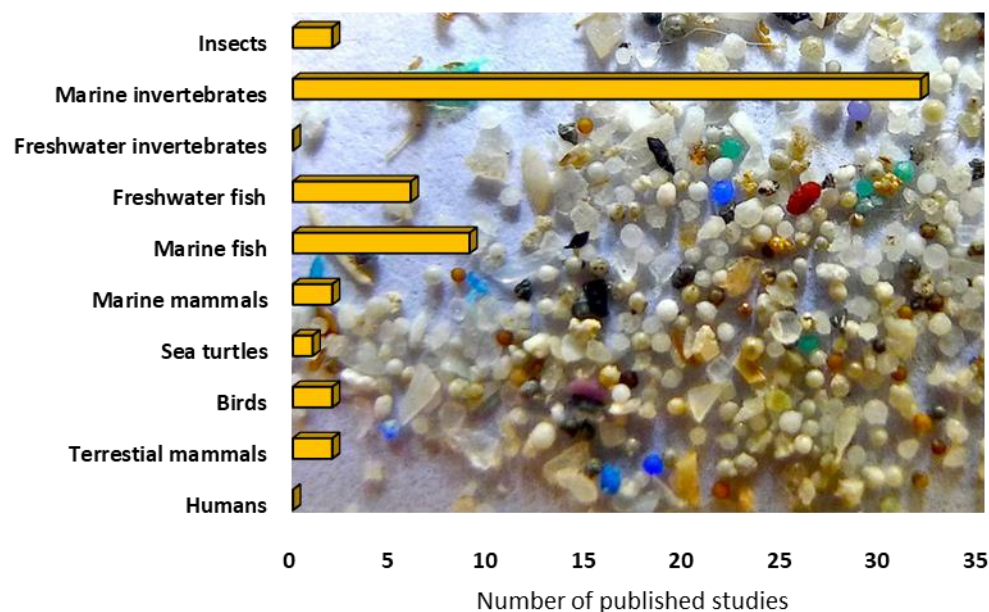 Insects
Marine invertebrates
Freshwater invertebrates
Freshwater fish
Marine fish
Marine mammals
Sea turtles
Birds
Terrestial mammals
Humans
0 5 10 15 20 25 30 35
Number of published studies